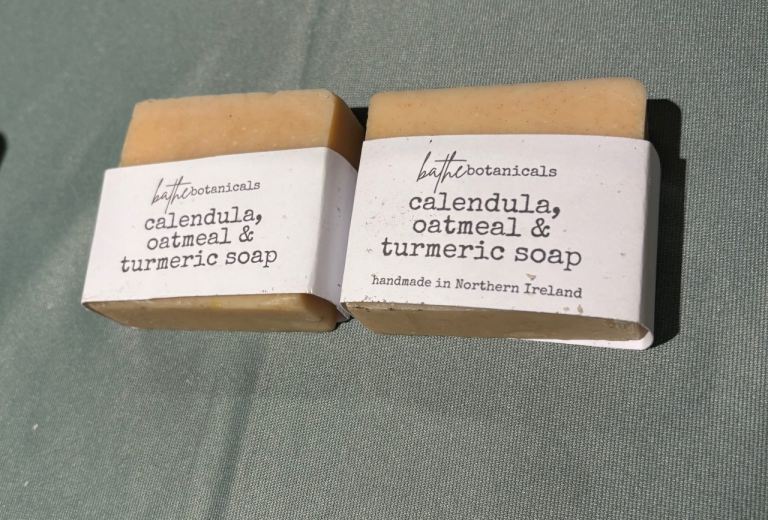 bathe botanicals
calendula,
oatmeal &
turmeric soap
bathe botanicals
calendula,
oatmeal &
turmeric soap
handmade in Northern Ireland